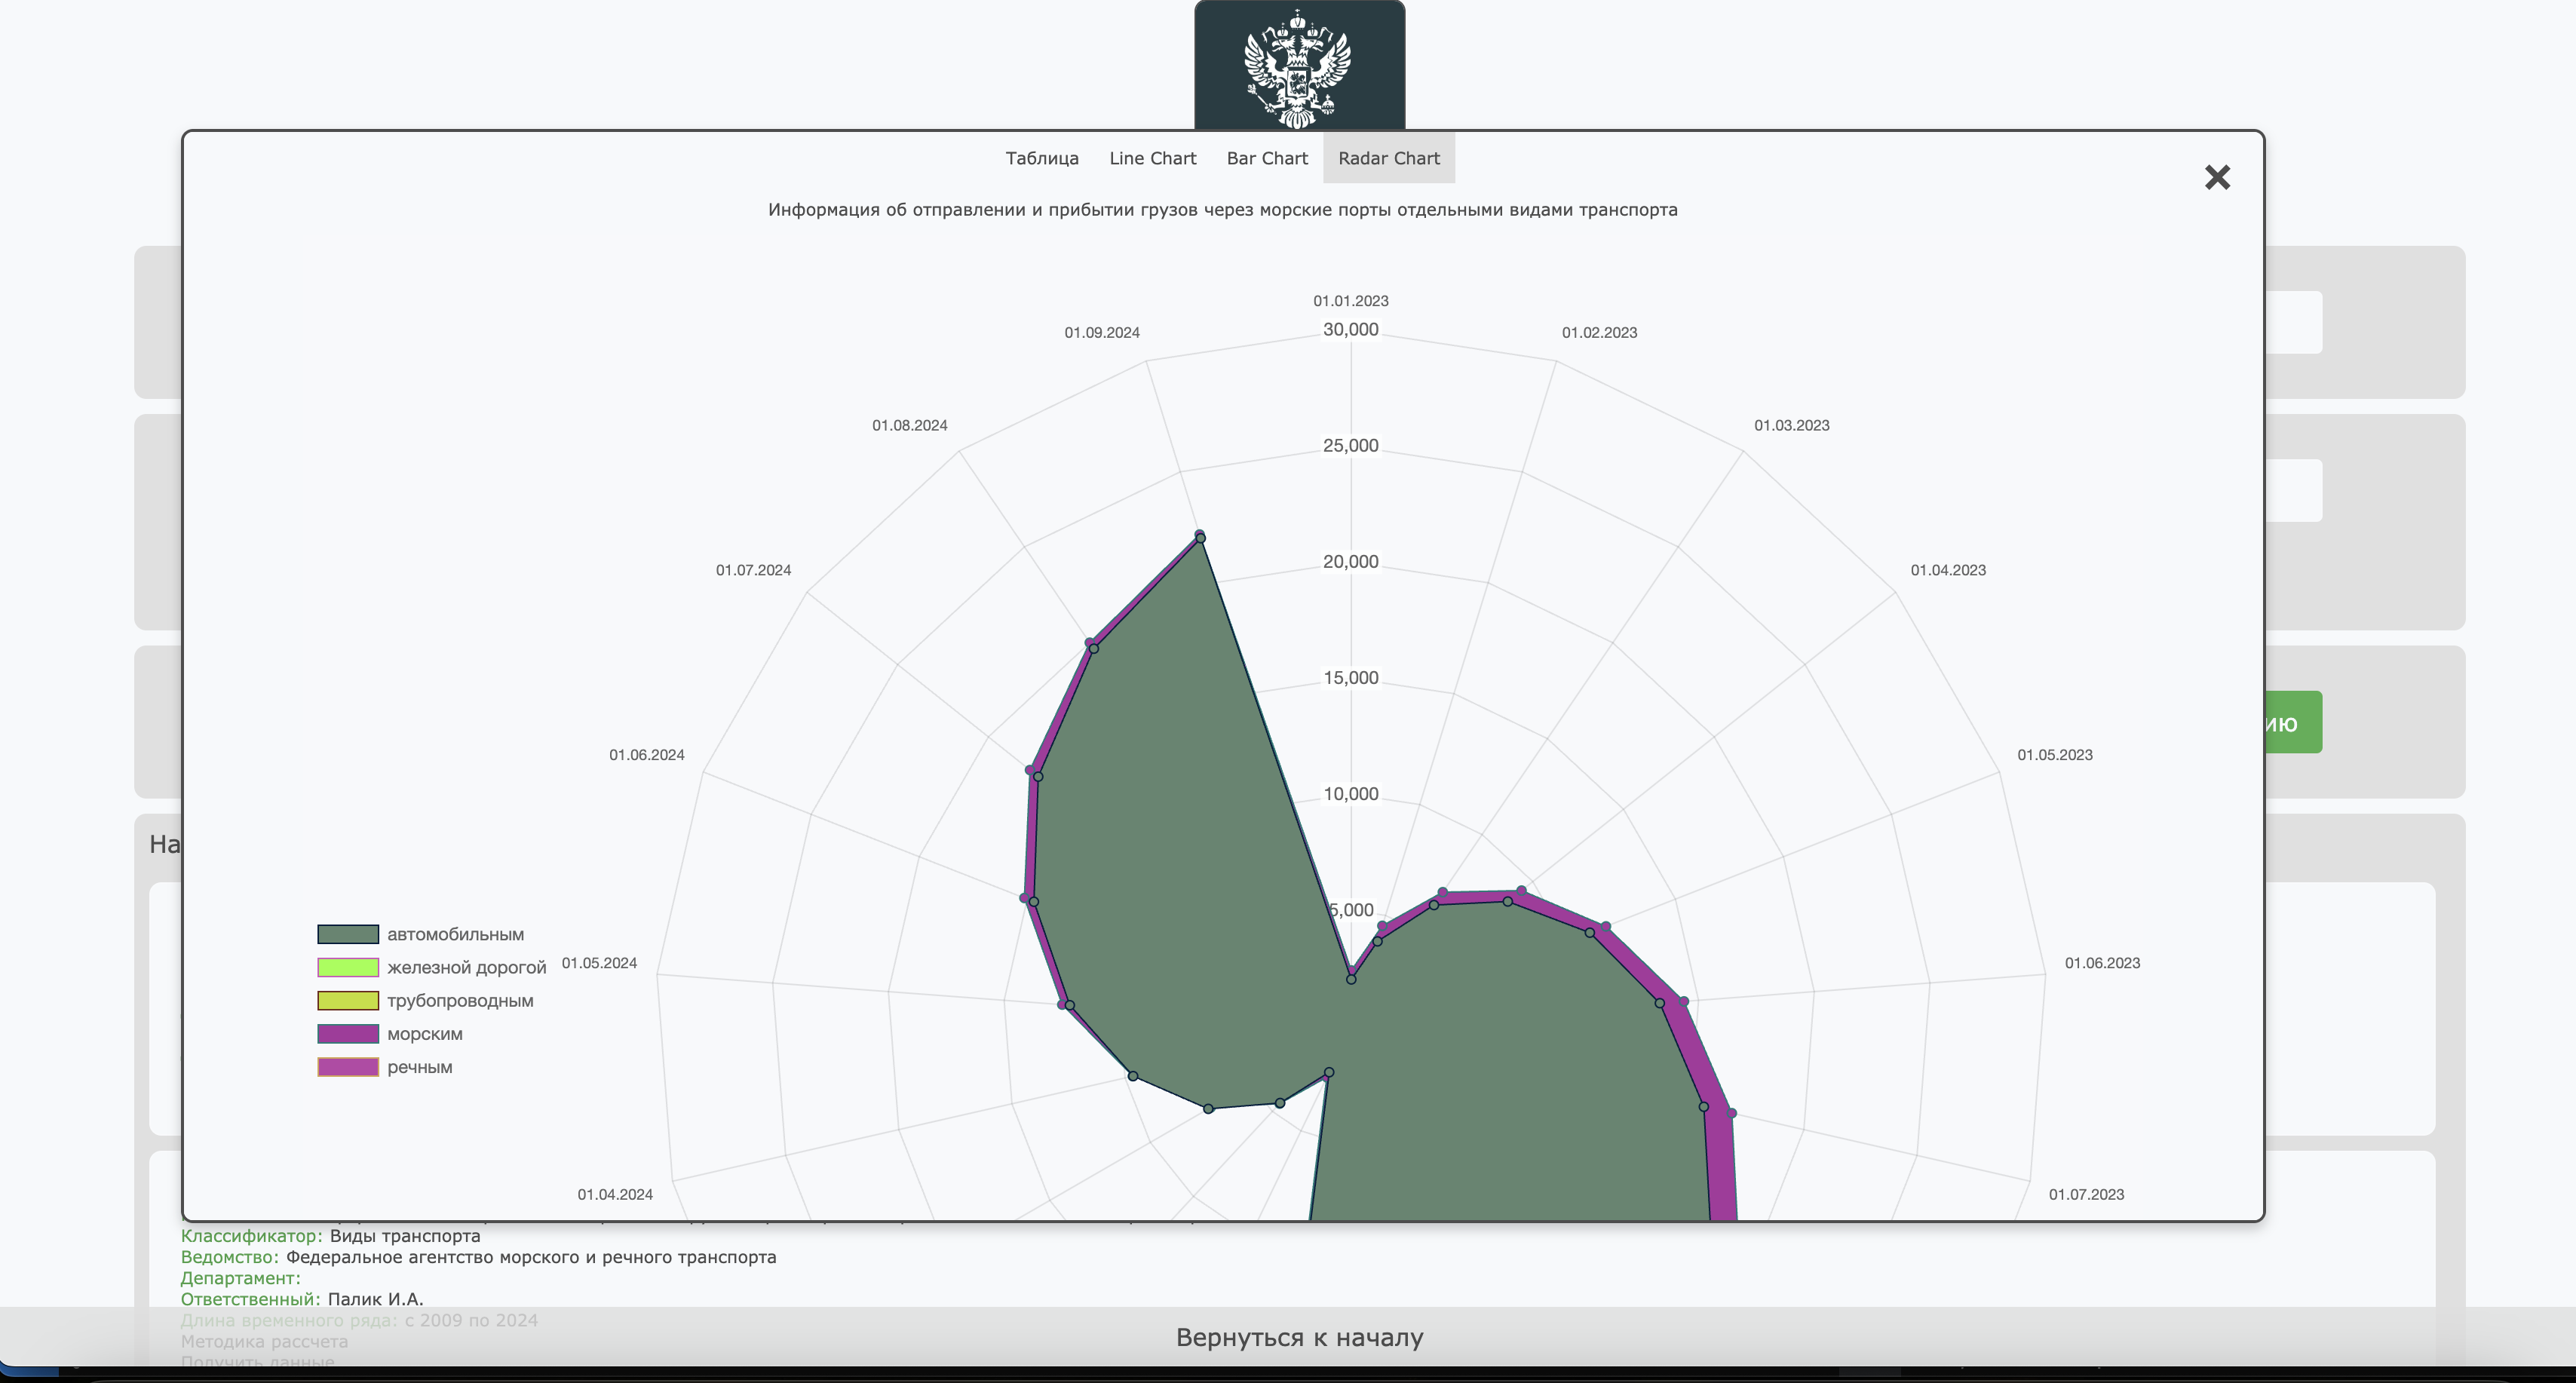 Таблица Line Chart Bar Chart Radar Chart
Информация об отправлении и прибытии грузов через морские порты отдельными видами транспорта
01.01.2023
30,000
01.09.2024
01.02.2023
01.08.2024
01.03.2023
25,000
20,000
01.07.2024
01.04.2023
15,000
ию
01.06.2024
01.05.2023
10,000
На
5,000
автомобильным
железной дорогой
трубопроводным
морским
речным
01.05.2024
01.06.2023
01.04.2024
01.07.2023
Классификатор: Виды транспорта
Ведомство: Федеральное агентство морского и речного транспорта
Департамент:
Ответственный: Палик И.А.
Длина временного ряда: с 2009 по 2024
Методика рассчета
Получить данные
Вернуться к началу